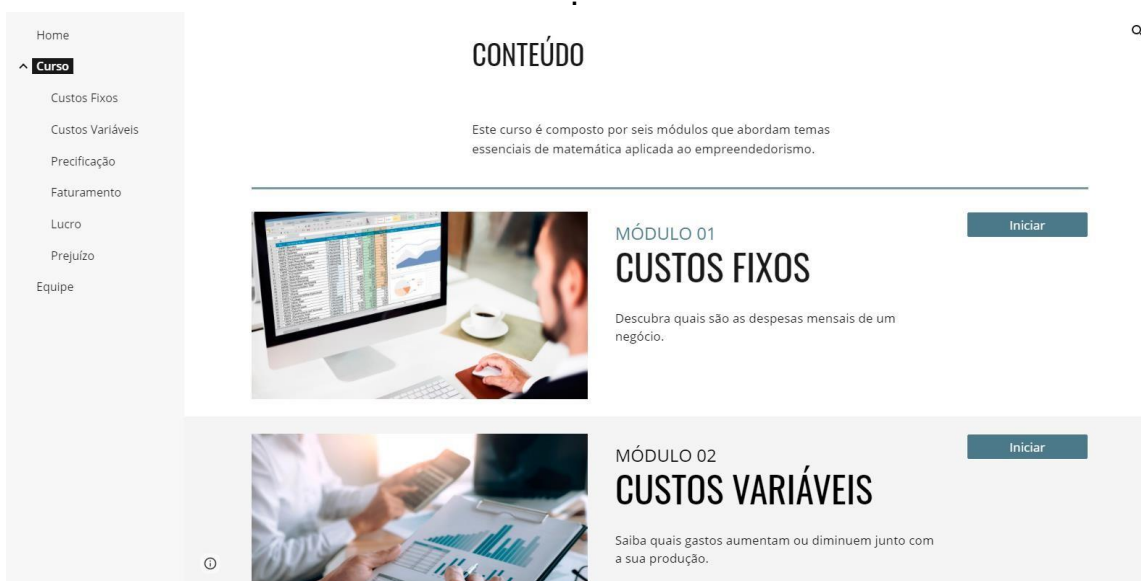 Home
Curso
Custos Fixos
Custos Variáveis
Precificação
Faturamento
Lucro
Prejuízo
Equipe
CONTEÚDO
Este curso é composto por seis módulos que abordam temas
essenciais de matemática aplicada ao empreendedorismo.
MÓDULO 01
CUSTOS FIXOS
Descubra quais são as despesas mensais de um
negócio.
Iniciar
MÓDULO 02
CUSTOS VARIÁVEIS
Saiba quais gastos aumentam ou diminuem junto com
a sua produção.
Iniciar